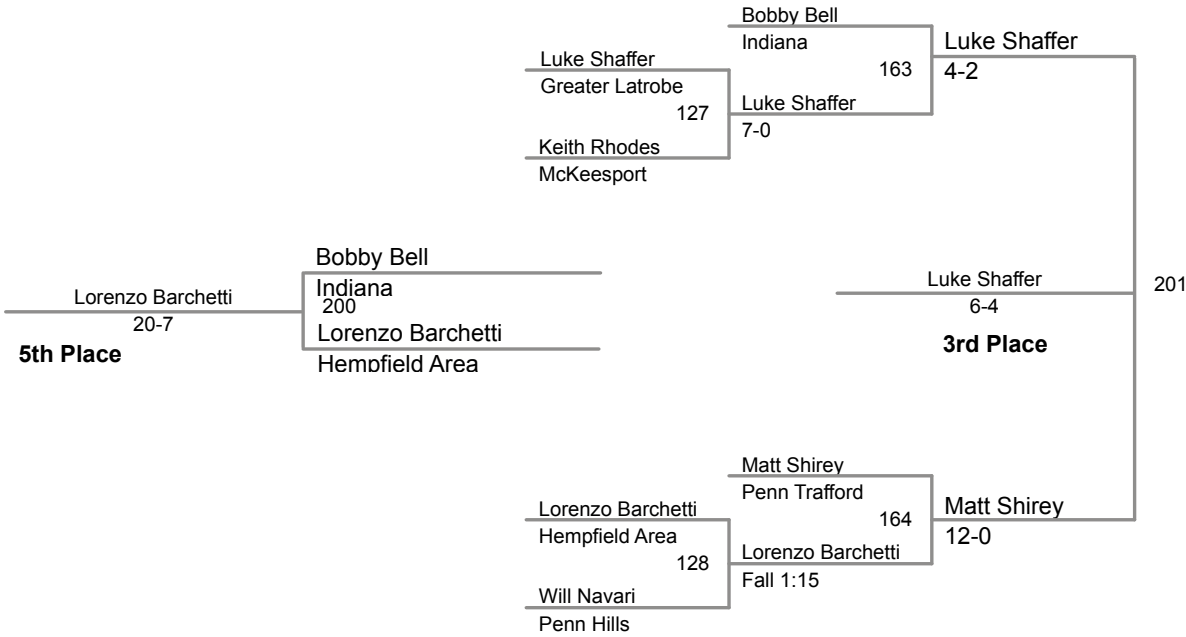 Bobby Bell
Indiana
163
Luke Shaffer
4-2
Luke Shaffer
Greater Latrobe
127
Luke Shaffer
7-0
Keith Rhodes
McKeesport
Bobby Bell
Indiana
200
Lorenzo Barchetti
Hempfield Area
Lorenzo Barchetti
20-7
5th Place
Luke Shaffer
6-4
3rd Place
201
Matt Shirey
Penn Trafford
164
Matt Shirey
12-0
Lorenzo Barchetti
Hempfield Area
128
Lorenzo Barchetti
Fall 1:15
Will Navari
Penn Hills